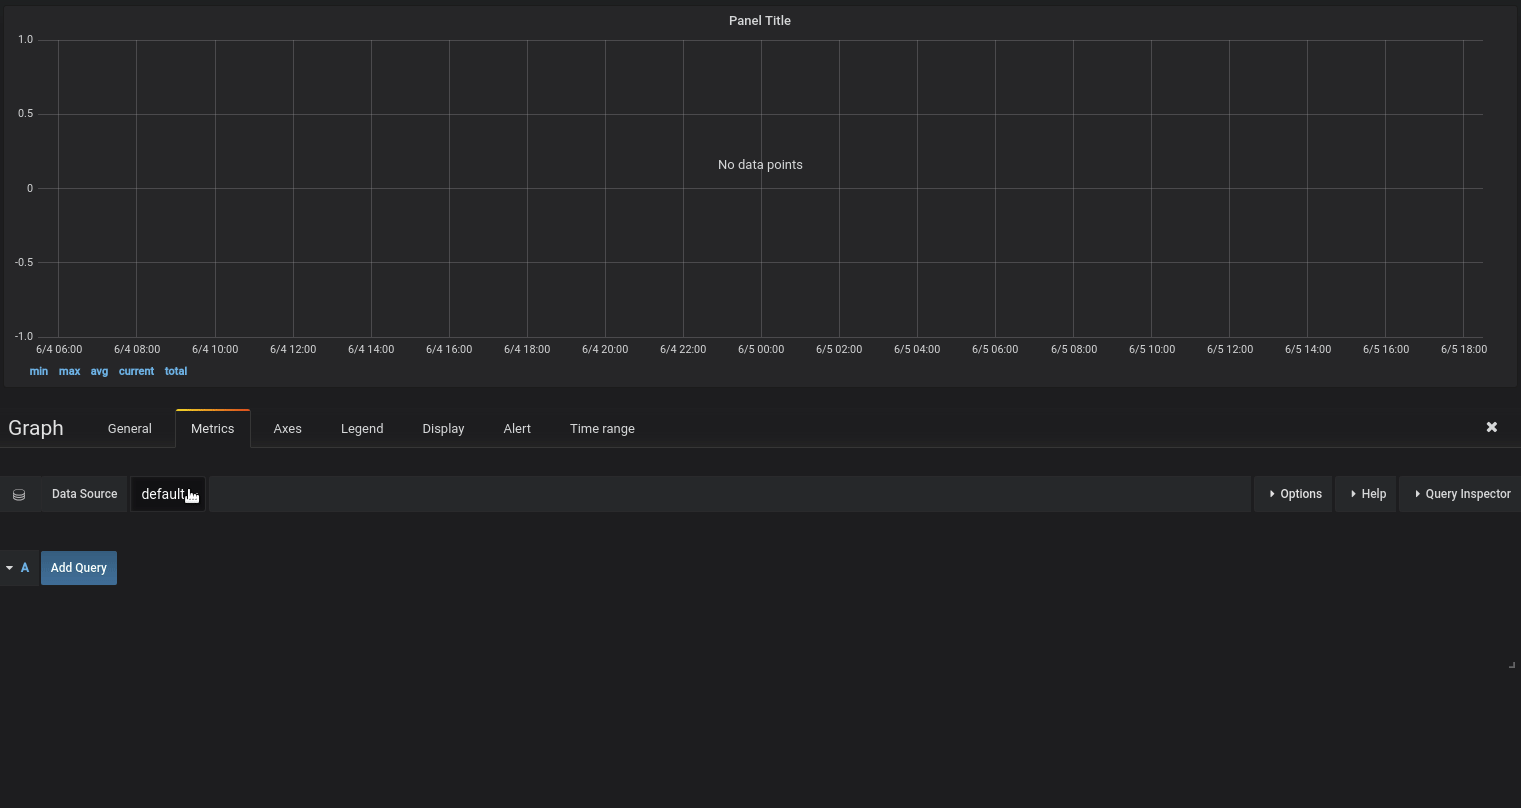 Panel Title
1.0
0.5
No data points
0
-0.5
-1.0
6/4 06:00 6/4 08:00 6/4 10:00 6/4 12:00 6/4 14:00 6/4 16:00 6/4 18:00 6/4 20:00 6/4 22:00 6/5 00:00 6/5 02:00 6/5 04:00 6/5 06:00 6/5 08:00 6/5 10:00 6/5 12:00 6/5 14:00 6/5 16:00 6/5 18:00
min max avg current total
Graph General Metrics Axes Legend Display Alert Time range
Data Source default Options Help Query Inspector
A Add Query